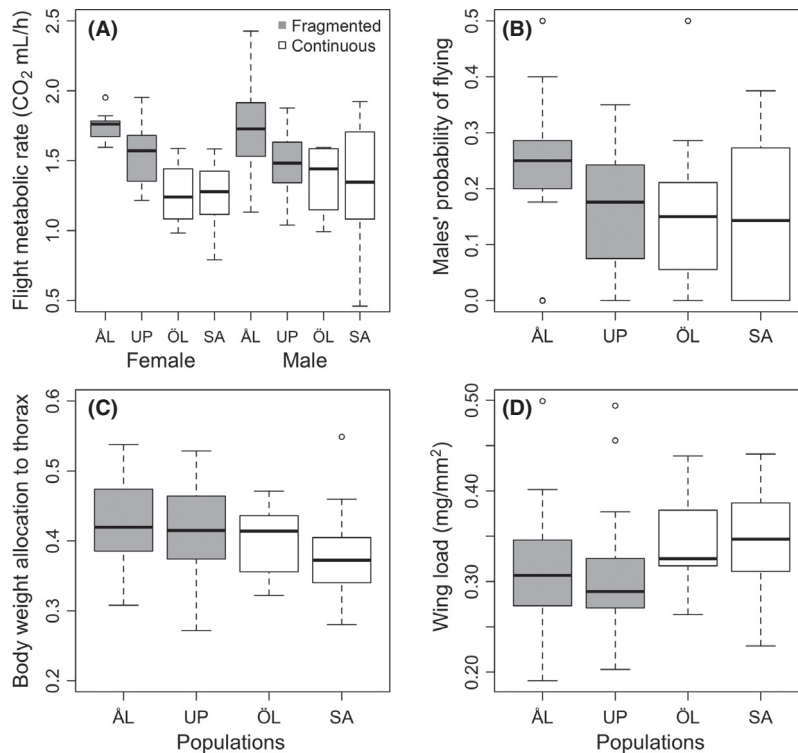 (A)
Fragmented
Continuous
Flight metabolic rate (CO₂ mL/h)
2.5
2.0
1.5
1.0
0.5
ÅL UP ÖL SA ÅL UP ÖL SA
Female Male
(B)
Males' probability of flying
0.5
0.4
0.3
0.2
0.1
0.0
ÅL UP ÖL SA
(C)
Body weight allocation to thorax
0.6
0.5
0.4
0.3
0.2
ÅL UP ÖL SA
Populations
(D)
Wing load (mg/mm²)
0.50
0.40
0.30
0.20
ÅL UP ÖL SA
Populations